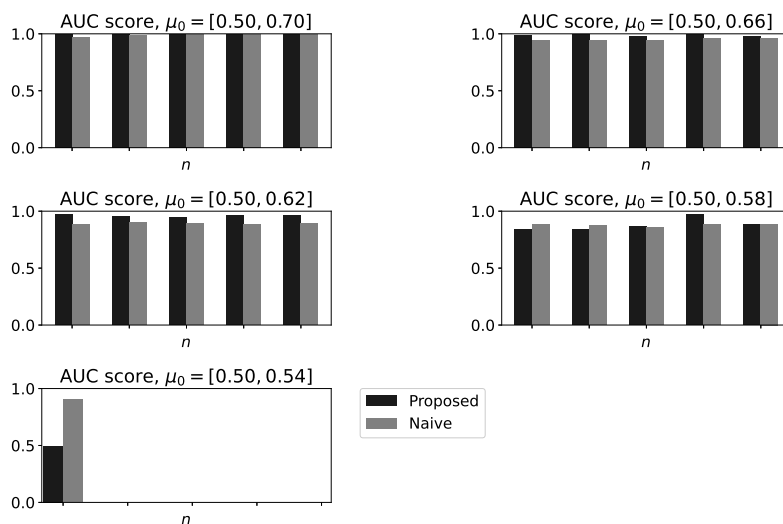 AUC score, μ₀ = [0.50, 0.70]
1.0
0.5
0.0
n
AUC score, μ₀ = [0.50, 0.66]
1.0
0.5
0.0
n
AUC score, μ₀ = [0.50, 0.62]
1.0
0.5
0.0
n
AUC score, μ₀ = [0.50, 0.58]
1.0
0.5
0.0
n
AUC score, μ₀ = [0.50, 0.54]
1.0
0.5
0.0
n
Proposed
Naive